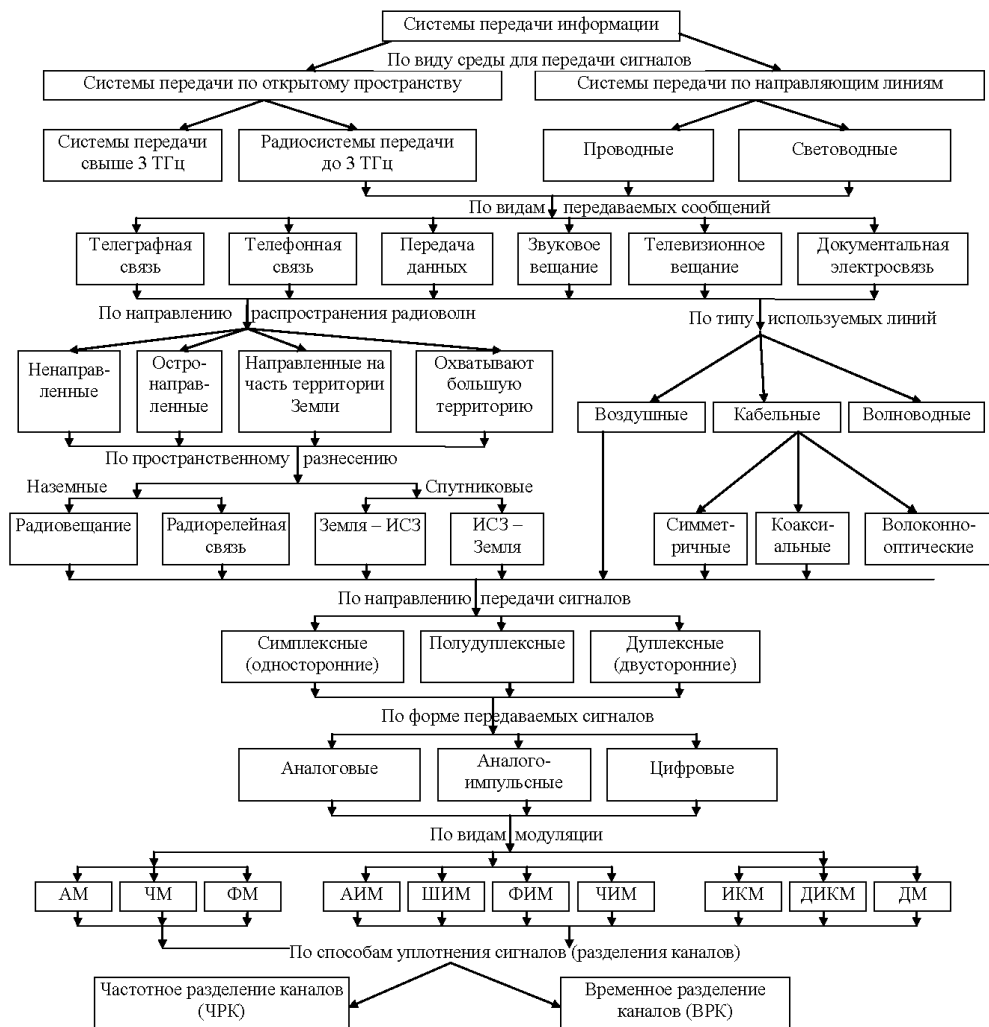 Системы передачи информации
По виду среды для передачи сигналов
Системы передачи по открытому пространству
Системы передачи по направляющим линиям
Системы передачи
свыше 3 ТГц
Радиосистемы передачи
до 3 ТГц
Проводные
Световодные
По видам передаваемых сообщений
Телеграфная
связь
Телефонная
связь
Передача
данных
Звуковое
вещание
Телевизионное
вещание
Документальная
электросвязь
По направлению распространения радиоволн
По типу используемых линий
Ненаправ-
ленные
Остро-
направ-
ленные
Направленные на
часть территории
Земли
Охватывают
большую
территорию
Воздушные
Кабельные
Волноводные
По пространственному разнесению
Наземные
Спутниковые
Радиовещание
Радиорелейная
связь
Земля – ИСЗ
ИСЗ –
Земля
Симмет-
ричные
Коакси-
альные
Волоконно-
оптические
По направлению передачи сигналов
Симплексные
(односторонние)
Полудуплексные
Дуплексные
(двусторонние)
По форме передаваемых сигналов
Аналоговые
Аналого-
импульсные
Цифровые
По видам модуляции
АМ
ЧМ
ФМ
АИМ
ШИМ
ФИМ
ЧИМ
ИКМ
ДИКМ
ДМ
По способам уплотнения сигналов (разделения каналов)
Частотное разделение каналов
(ЧРК)
Временное разделение
каналов (ВРК)